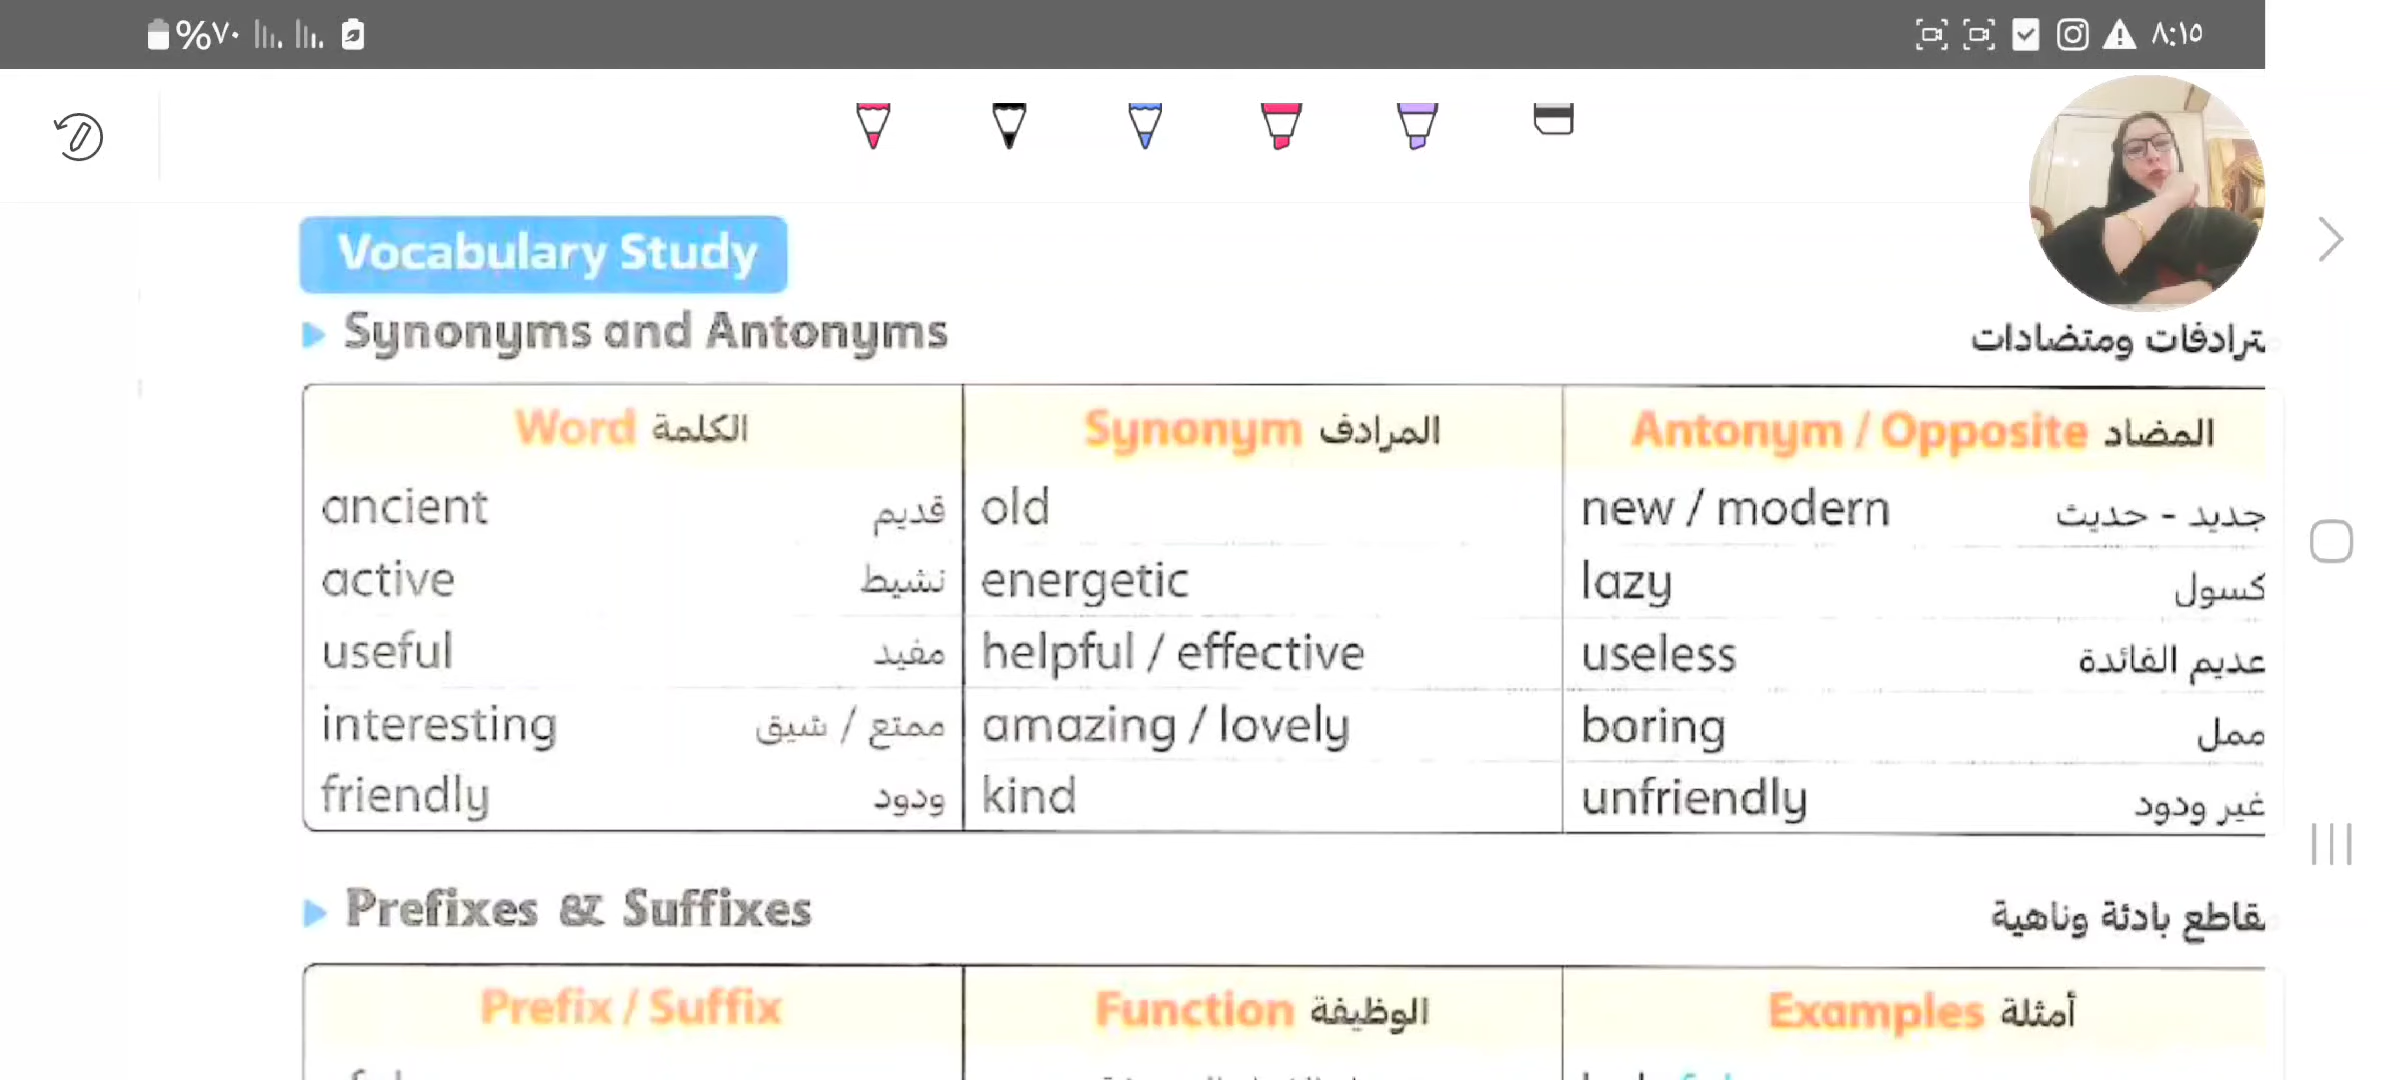 %٧٠ ٨:١٥
Vocabulary Study
Synonyms and Antonyms مترادفات ومتضادات
Word الكلمة Synonym المرادف Antonym / Opposite المضاد
ancient قديم old new / modern جديد - حديث
active نشيط energetic lazy كسول
useful مفيد helpful / effective useless عديم الفائدة
interesting ممتع / شيق amazing / lovely boring ممل
friendly ودود kind unfriendly غير ودود
Prefixes & Suffixes مقاطع بادئة وناهية
Prefix / Suffix Function الوظيفة Examples أمثلة